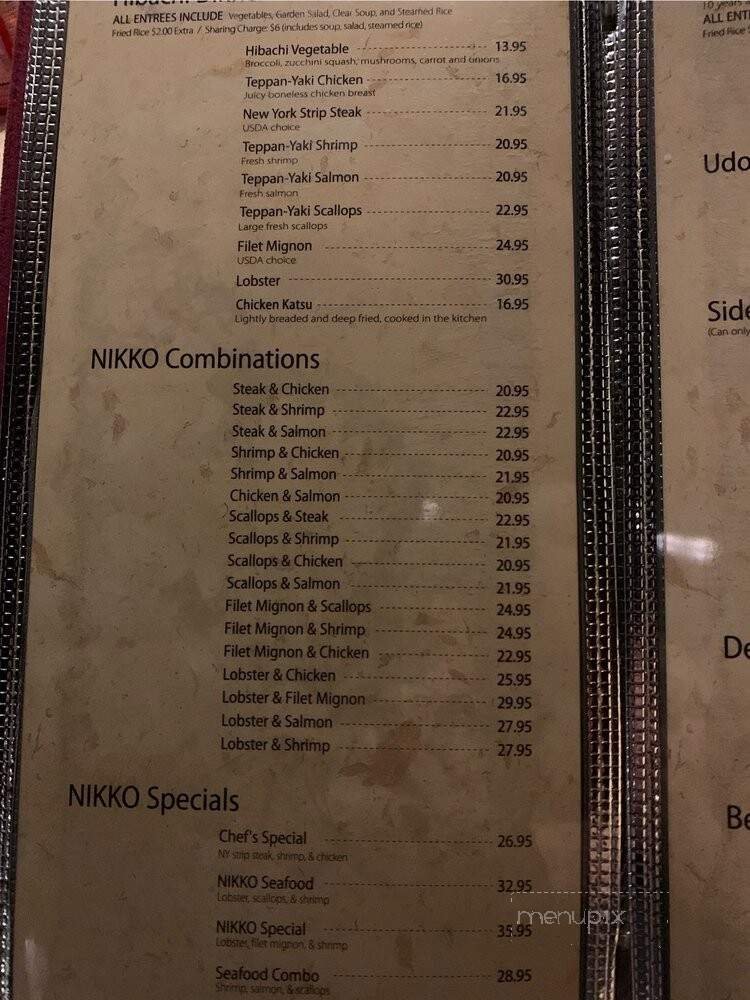 ALL ENTREES INCLUDE Vegetables, Garden Salad, Clear Soup, and Steamed Rice
Fried Rice $2.00 Extra / Sharing Charge: $6 (includes soup, salad, steamed rice)
Hibachi Vegetable 13.95
Broccoli, zucchini squash, mushrooms, carrot and onions
Teppan-Yaki Chicken 16.95
Juicy boneless chicken breast
New York Strip Steak 21.95
USDA choice
Teppan-Yaki Shrimp 20.95
Fresh shrimp
Teppan-Yaki Salmon 20.95
Fresh salmon
Teppan-Yaki Scallops 22.95
Large fresh scallops
Filet Mignon 24.95
USDA choice
Lobster 30.95
Chicken Katsu 16.95
Lightly breaded and deep fried, cooked in the kitchen
NIKKO Combinations
Steak & Chicken 20.95
Steak & Shrimp 22.95
Steak & Salmon 22.95
Shrimp & Chicken 20.95
Shrimp & Salmon 21.95
Chicken & Salmon 20.95
Scallops & Steak 22.95
Scallops & Shrimp 21.95
Scallops & Chicken 20.95
Scallops & Salmon 21.95
Filet Mignon & Scallops 24.95
Filet Mignon & Shrimp 24.95
Filet Mignon & Chicken 22.95
Lobster & Chicken 25.95
Lobster & Filet Mignon 29.95
Lobster & Salmon 27.95
Lobster & Shrimp 27.95
NIKKO Specials
Chef's Special 26.95
NY strip steak, shrimp, & chicken
NIKKO Seafood 32.95
Lobster, scallops, & shrimp
NIKKO Special 35.95
Lobster, filet mignon, & shrimp
Seafood Combo 28.95
Shrimp, salmon, & scallops
10 years
ALL ENT
Fried Rice
Udo
Side
(Can only
De
Be
menupix